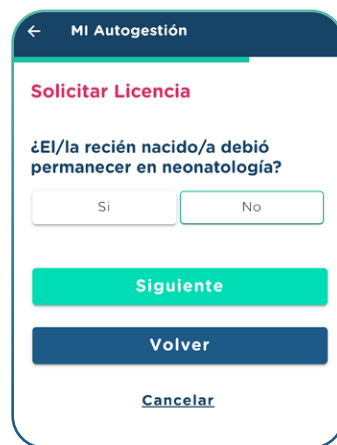 MI Autogestión
Solicitar Licencia
¿El/la recién nacido/a debió
permanecer en neonatología?
Si
No
Siguiente
Volver
Cancelar